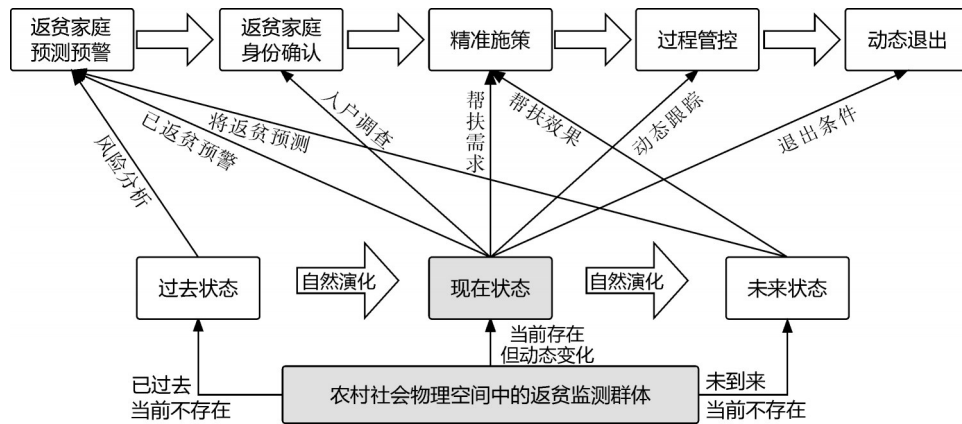 返贫家庭
预测预警
返贫家庭
身份确认
精准施策
过程管控
动态退出
风险分析
已返贫预警
将返贫预测
入户调查
帮扶需求
帮扶效果
动态跟踪
退出条件
过去状态
自然演化
现在状态
自然演化
未来状态
当前存在
但动态变化
已过去
当前不存在
农村社会物理空间中的返贫监测群体
未到来
当前不存在